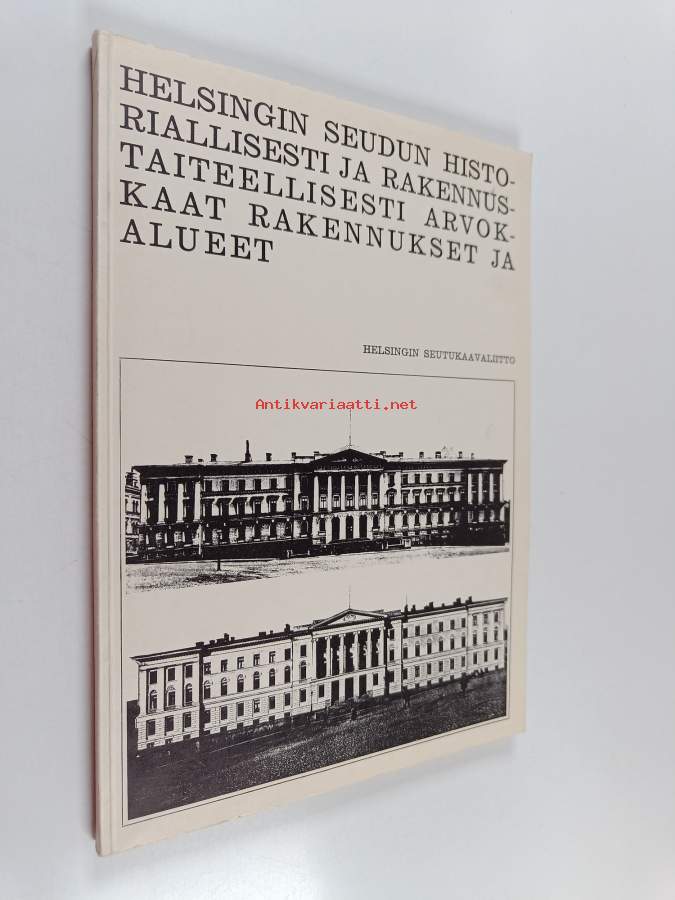 HELSINGIN SEUDUN HISTO-
RIALLISESTI JA RAKENNUS-
TAITEELLISESTI ARVOK-
KAAT RAKENNUKSET JA
ALUEET
HELSINGIN SEUTUKAAVALIITTO
Antikvariaatti.net